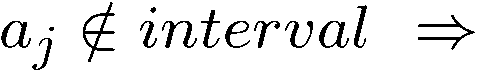 a_j ∉ interval ⇒